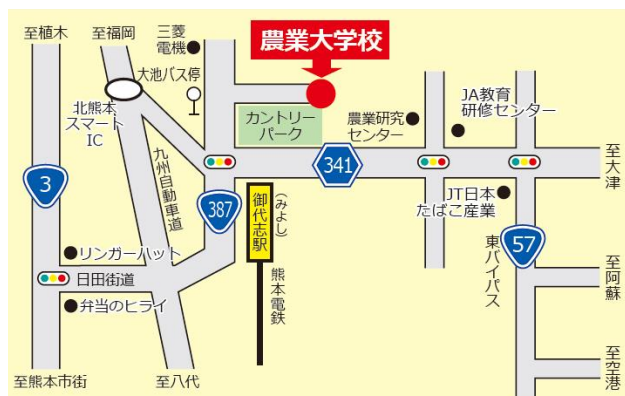 至植木
至福岡
三菱
電機
農業大学校
大池バス停
北熊本
スマート
IC
カントリー
パーク
農業研究
センター
JA教育
研修センター
341
至大津
3
九州自動車道
387
御代志駅
(みよし)
JT日本
たばこ産業
57
東バイパス
リンガーハット
日田街道
弁当のヒライ
熊本電鉄
至阿蘇
至熊本市街
至八代
至空港